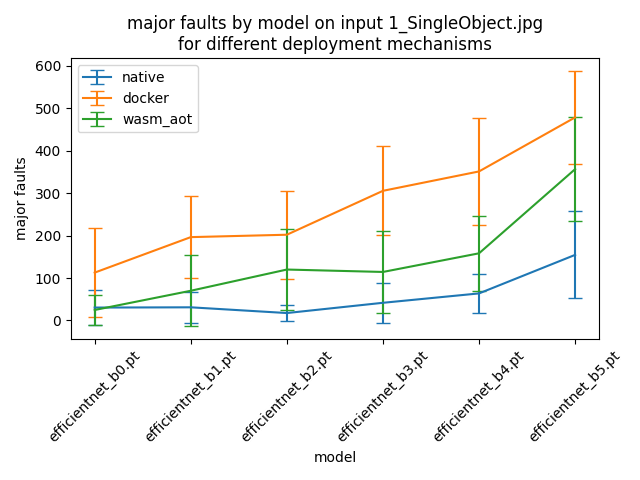 major faults by model on input 1_SingleObject.jpg
for different deployment mechanisms
native
docker
wasm_aot
major faults
600
500
400
300
200
100
0
efficientnet_b0.pt
efficientnet_b1.pt
efficientnet_b2.pt
efficientnet_b3.pt
efficientnet_b4.pt
efficientnet_b5.pt
model